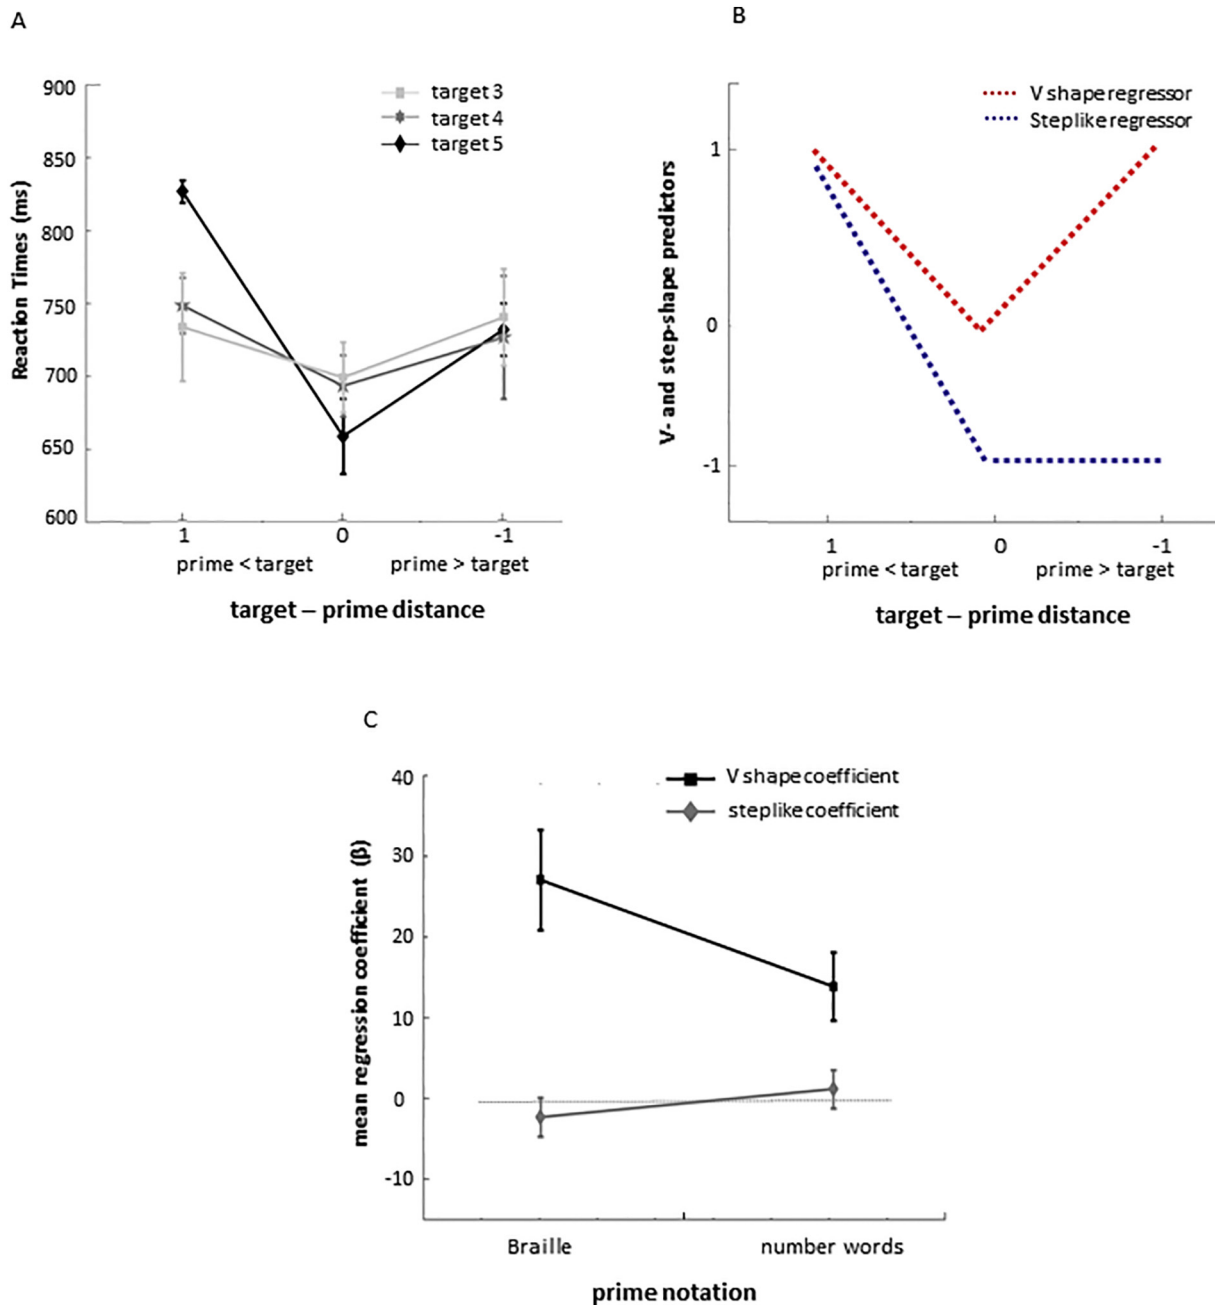 A
900
850
800
750
700
650
600
Reaction Times (ms)
target 3
target 4
target 5
1 0 -1
prime < target prime > target
target – prime distance
B
V shape regressor
Steplike regressor
1
0
-1
V- and step-shape predictors
1 0 -1
prime < target prime > target
target – prime distance
C
40
30
20
10
0
-10
mean regression coefficient (β)
V shape coefficient
steplike coefficient
Braille number words
prime notation